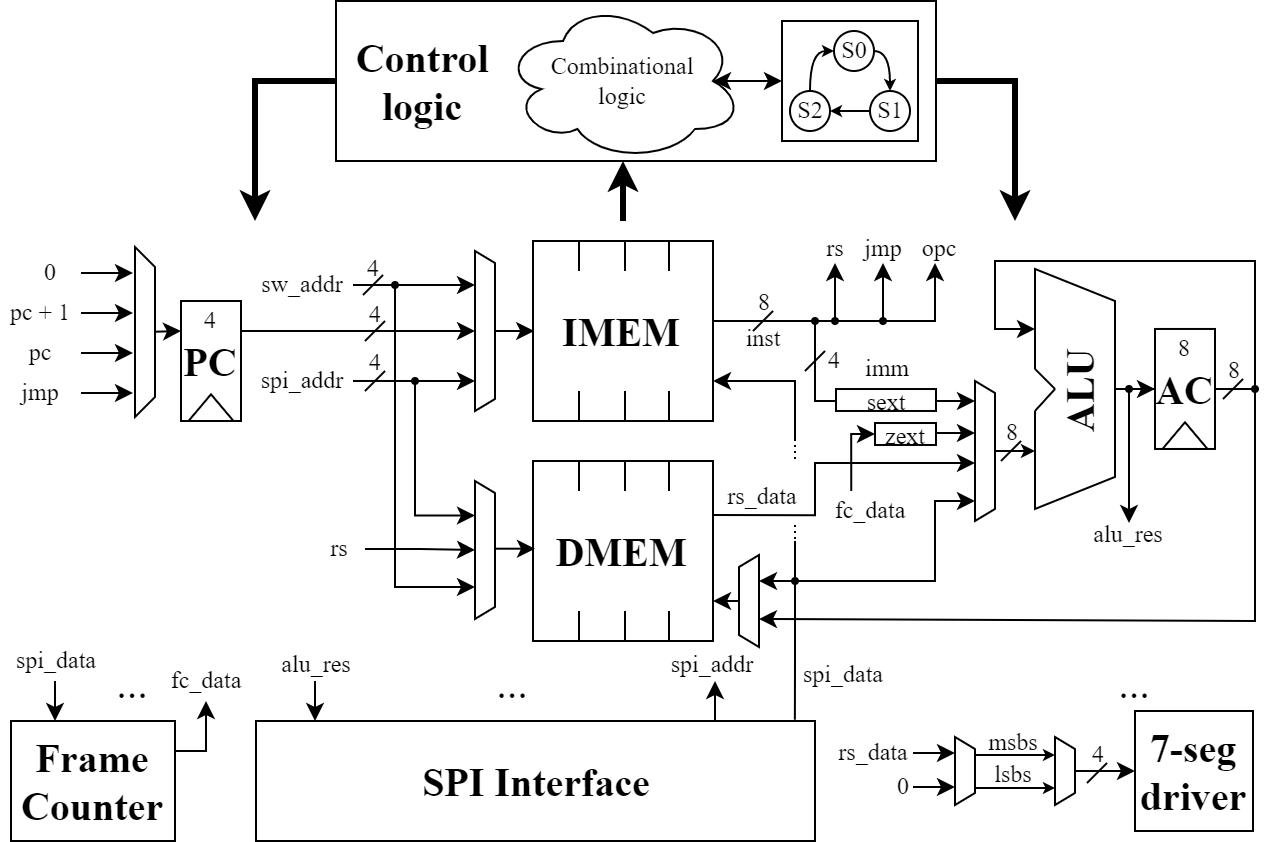 Control
logic
Combinational
logic
S0
S2
S1
0
pc + 1
pc
jmp
4
PC
sw_addr
4
4
spi_addr
4
IMEM
8
inst
rs
jmp
opc
4
imm
sext
zext
fc_data
8
ALU
8
AC
8
alu_res
rs
DMEM
rs_data
...
...
spi_data
...
fc_data
Frame
Counter
alu_res
...
spi_addr
spi_data
SPI Interface
rs_data
0
msbs
lsbs
4
...
7-seg
driver